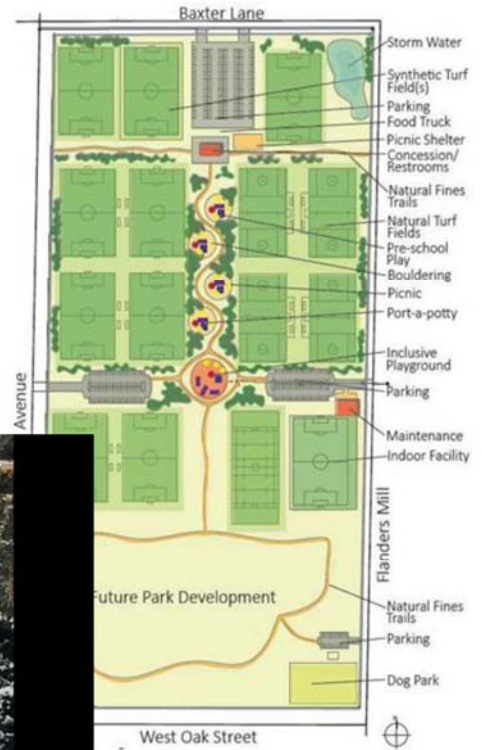 Baxter Lane
Storm Water
Synthetic Turf
Field(s)
Parking
Food Truck
Picnic Shelter
Concession/
Restrooms
Natural Fines
Trails
Natural Turf
Fields
Pre-school
Play
Bouldering
Picnic
Port-a-potty
Inclusive
Playground
Parking
Avenue
Maintenance
Indoor Facility
Flanders Mill
Future Park Development
Natural Fines
Trails
Parking
Dog Park
West Oak Street